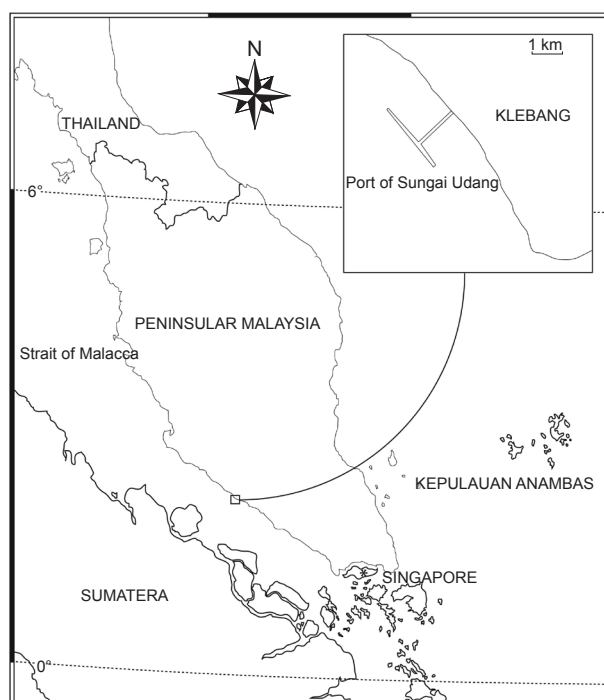 N
1 km
THAILAND
KLEBANG
Port of Sungai Udang
6°
PENINSULAR MALAYSIA
Strait of Malacca
KEPULAUAN ANAMBAS
SINGAPORE
SUMATERA
0°